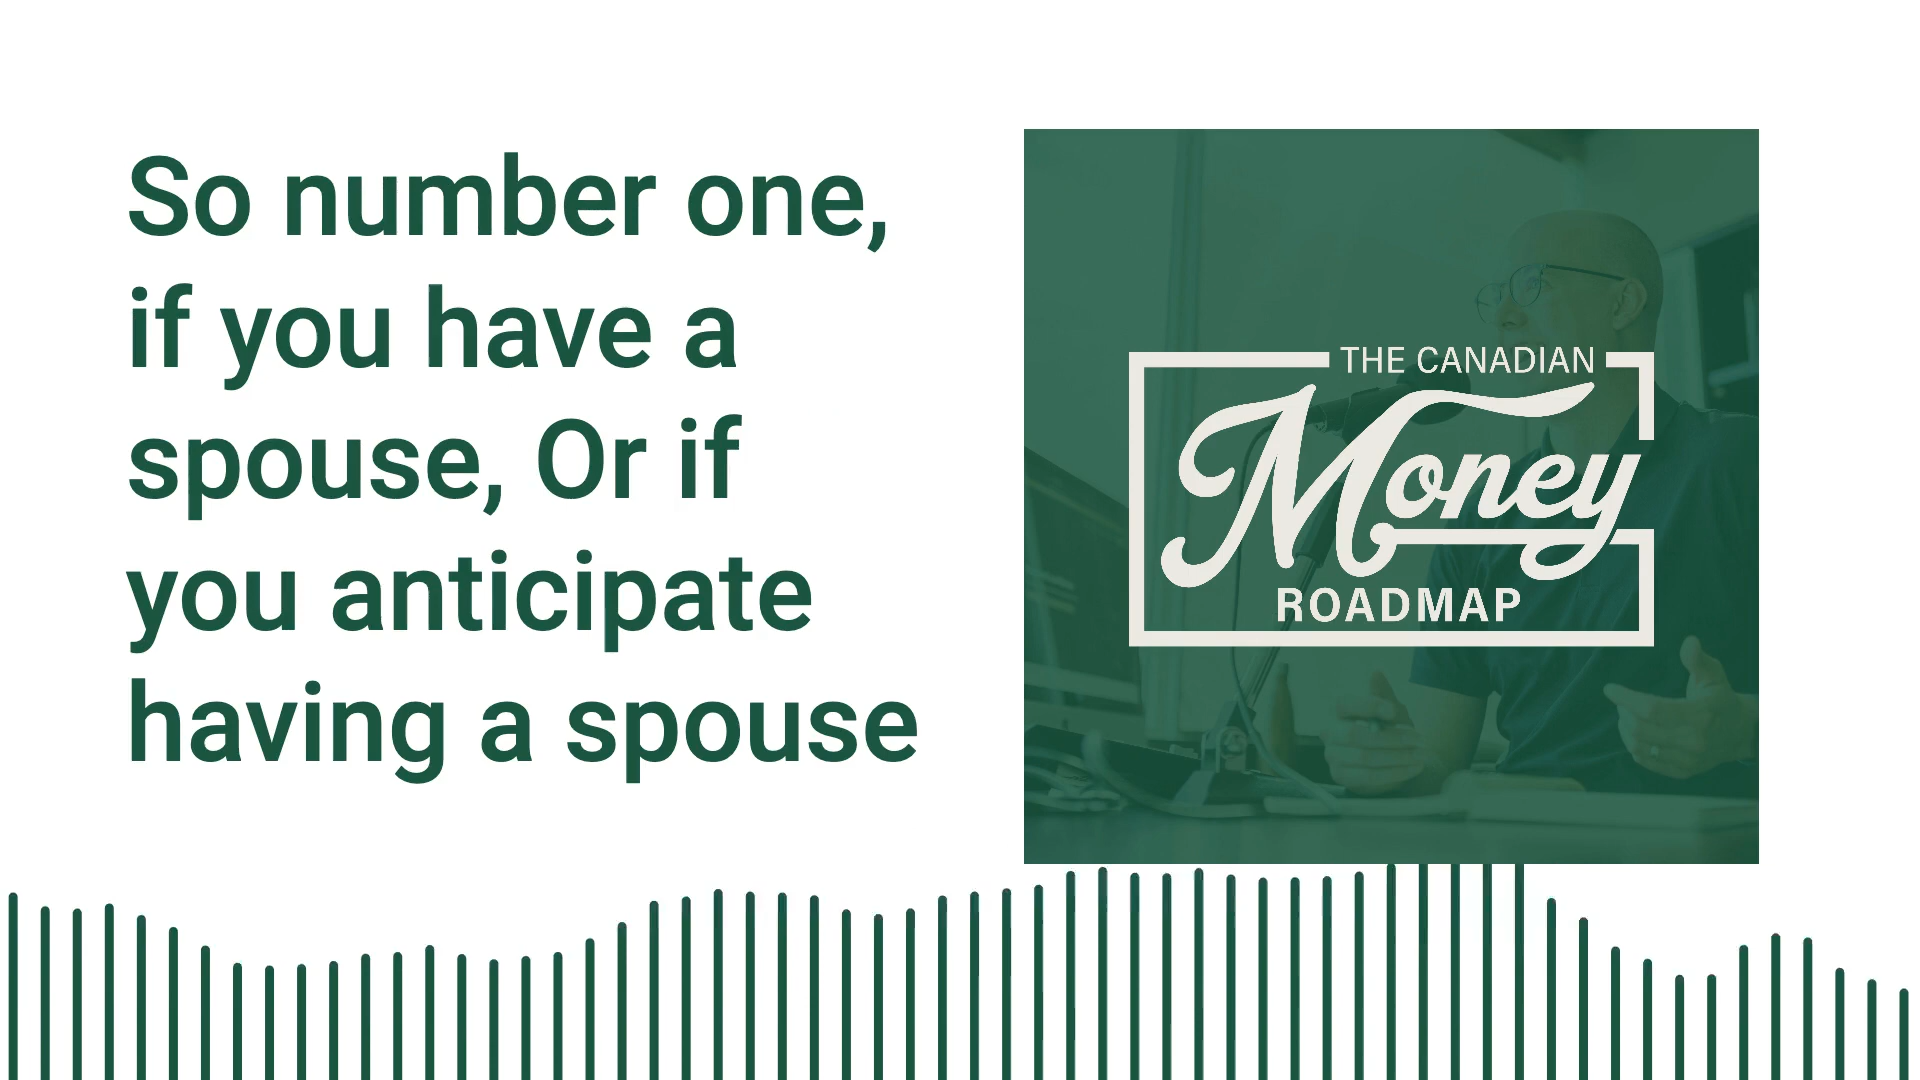 So number one,
if you have a
spouse, Or if
you anticipate
having a spouse
THE CANADIAN
Money
ROADMAP